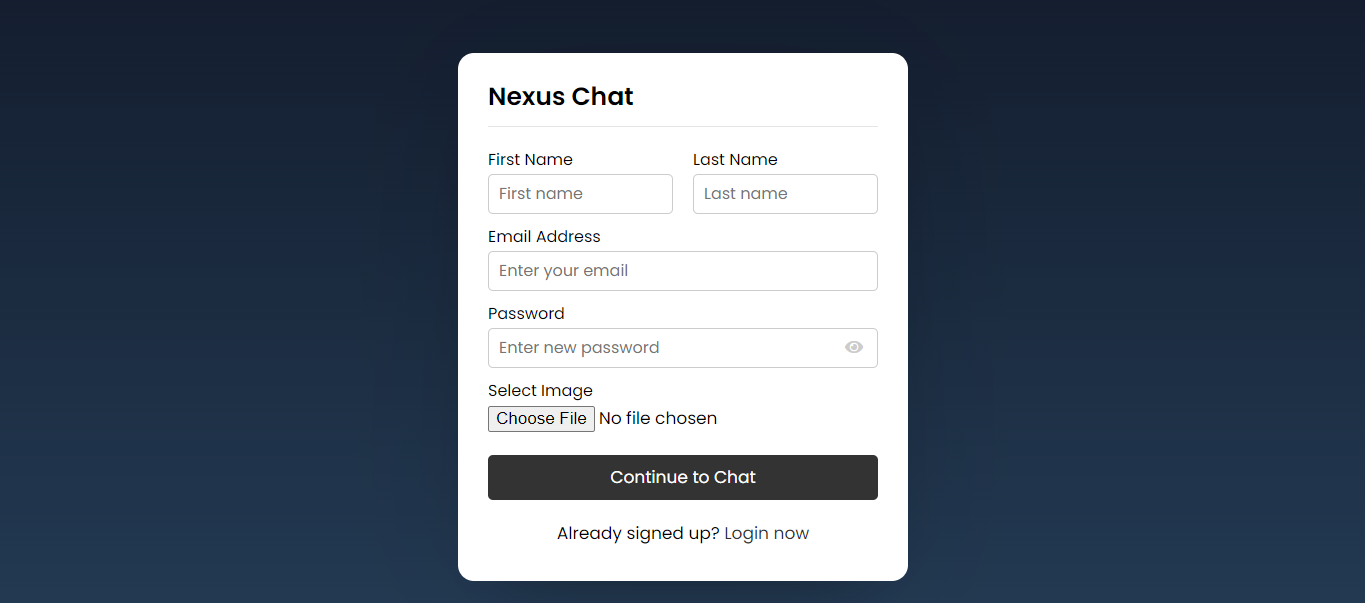 Nexus Chat
First Name Last Name
First name Last name
Email Address
Enter your email
Password
Enter new password
Select Image
Choose File No file chosen
Continue to Chat
Already signed up? Login now